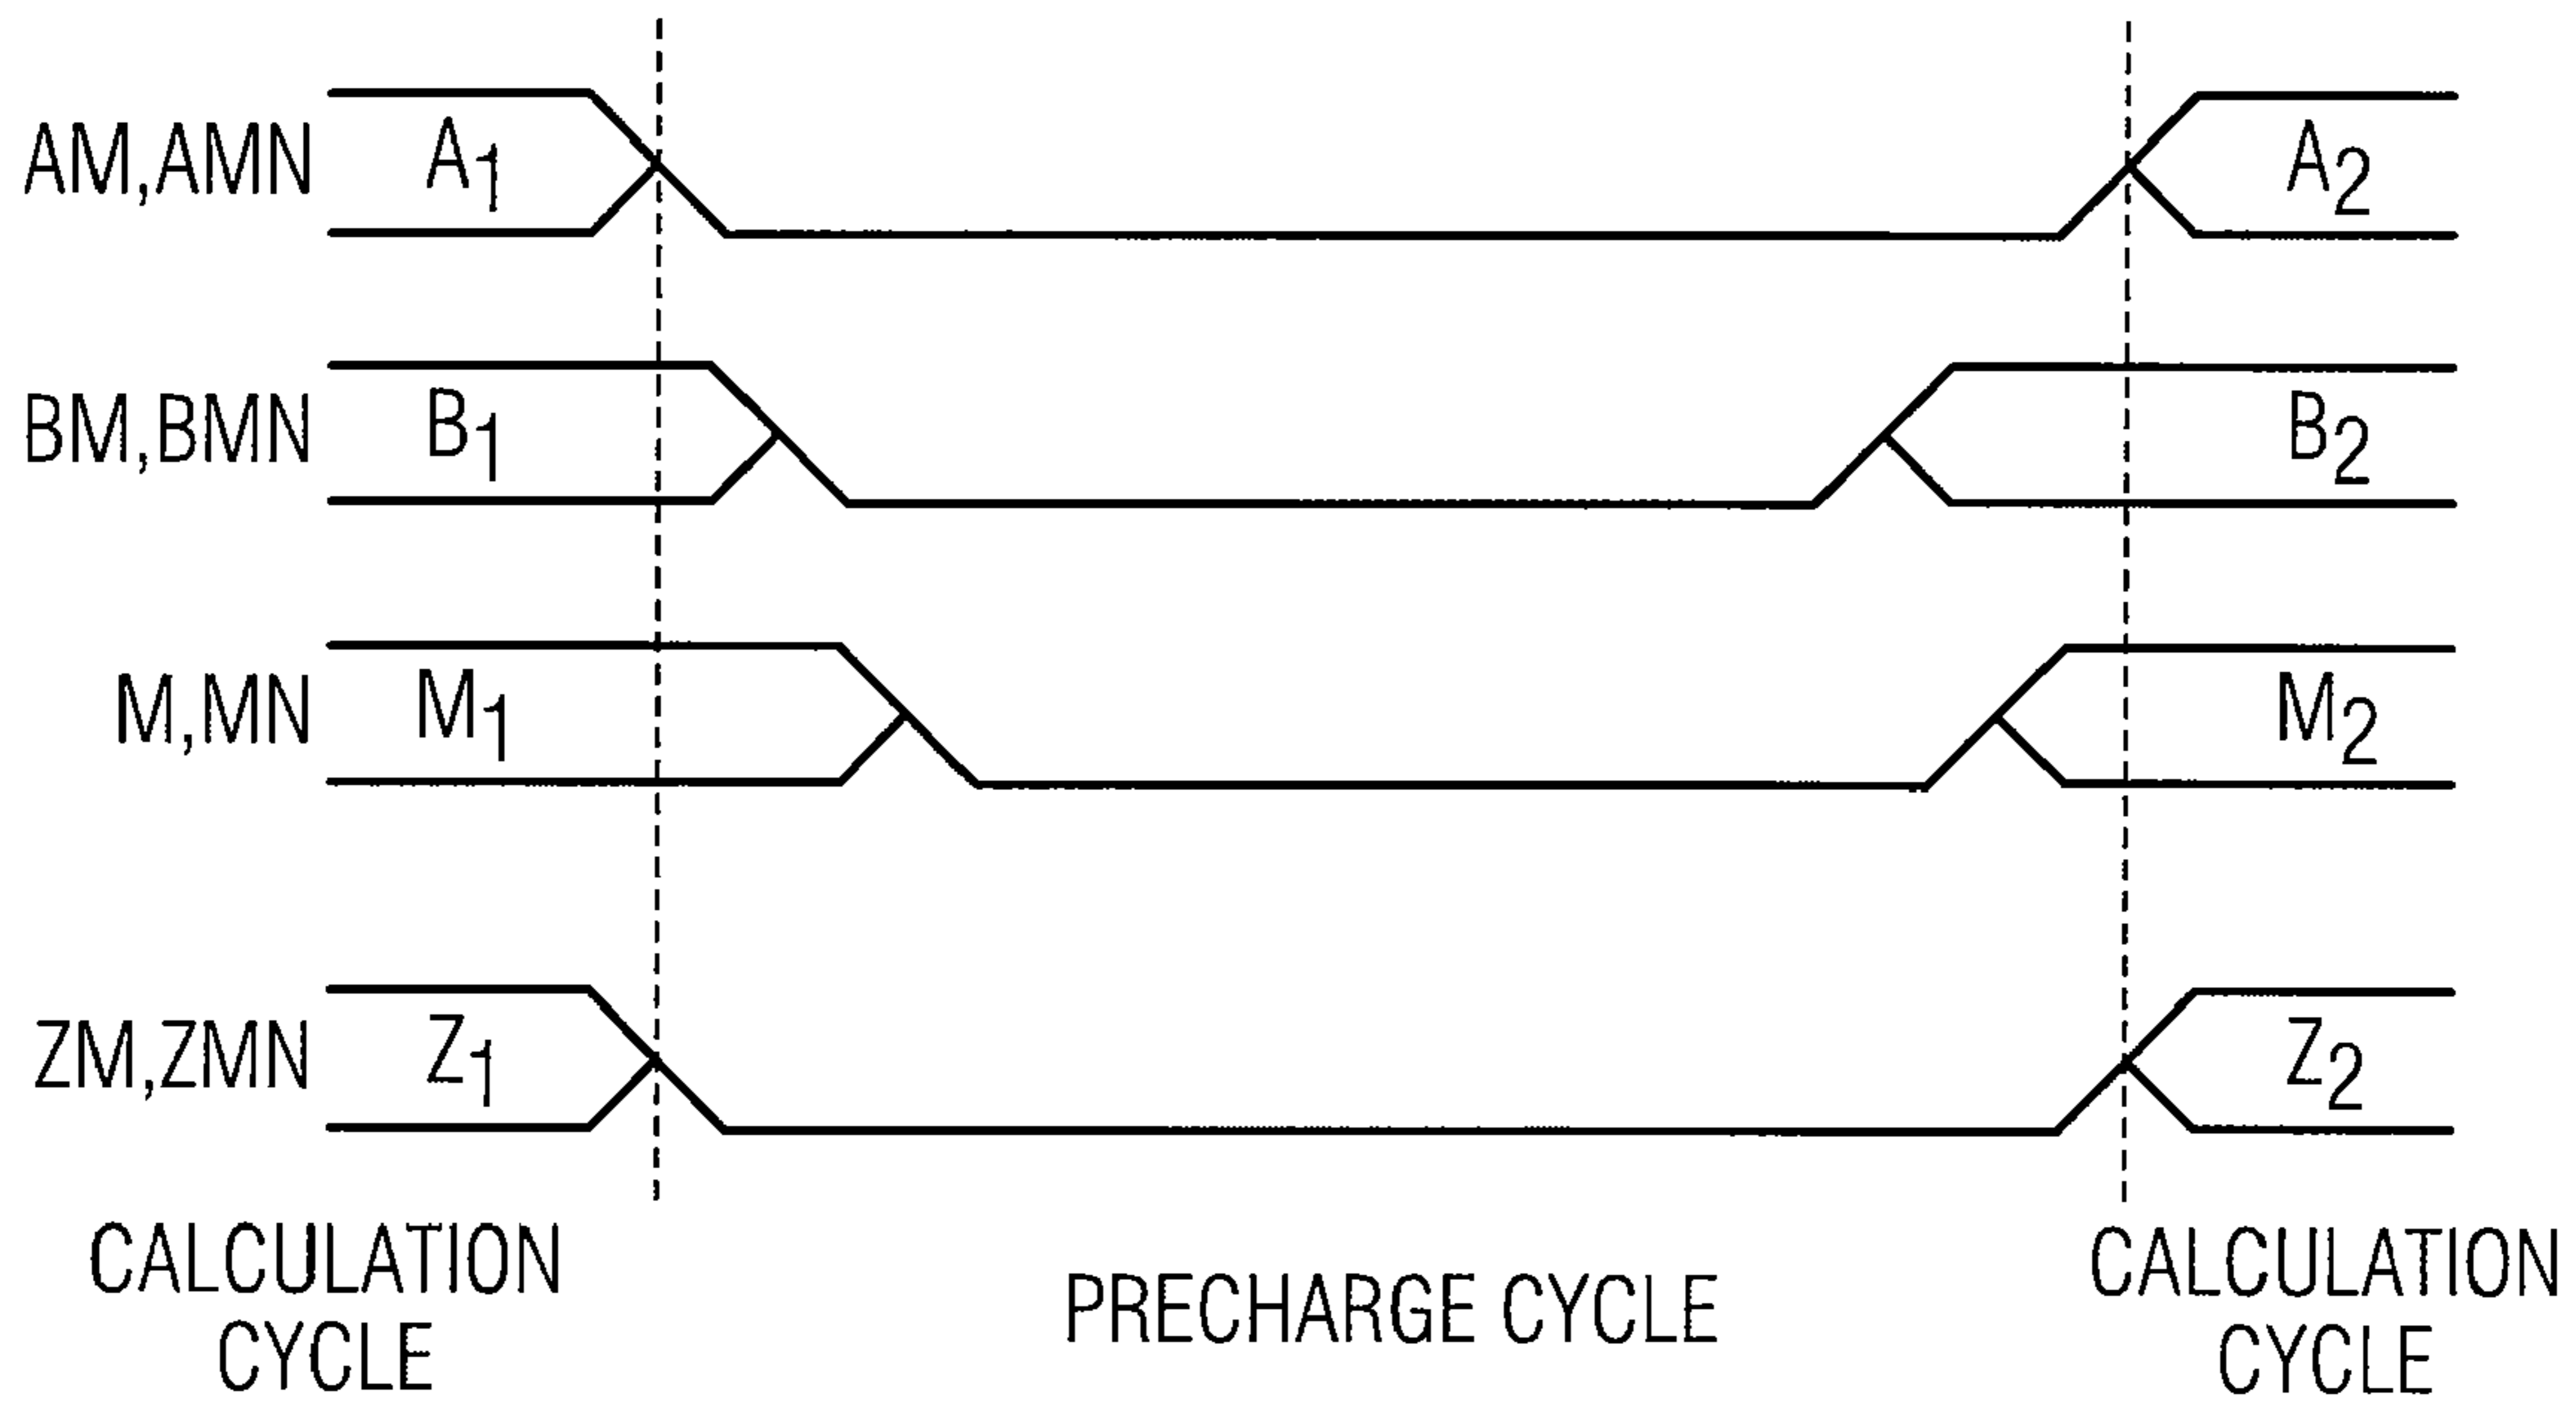 AM,AMN A1 A2
BM,BMN B1 B2
M,MN M1 M2
ZM,ZMN Z1 Z2
CALCULATION
CYCLE
PRECHARGE CYCLE
CALCULATION
CYCLE